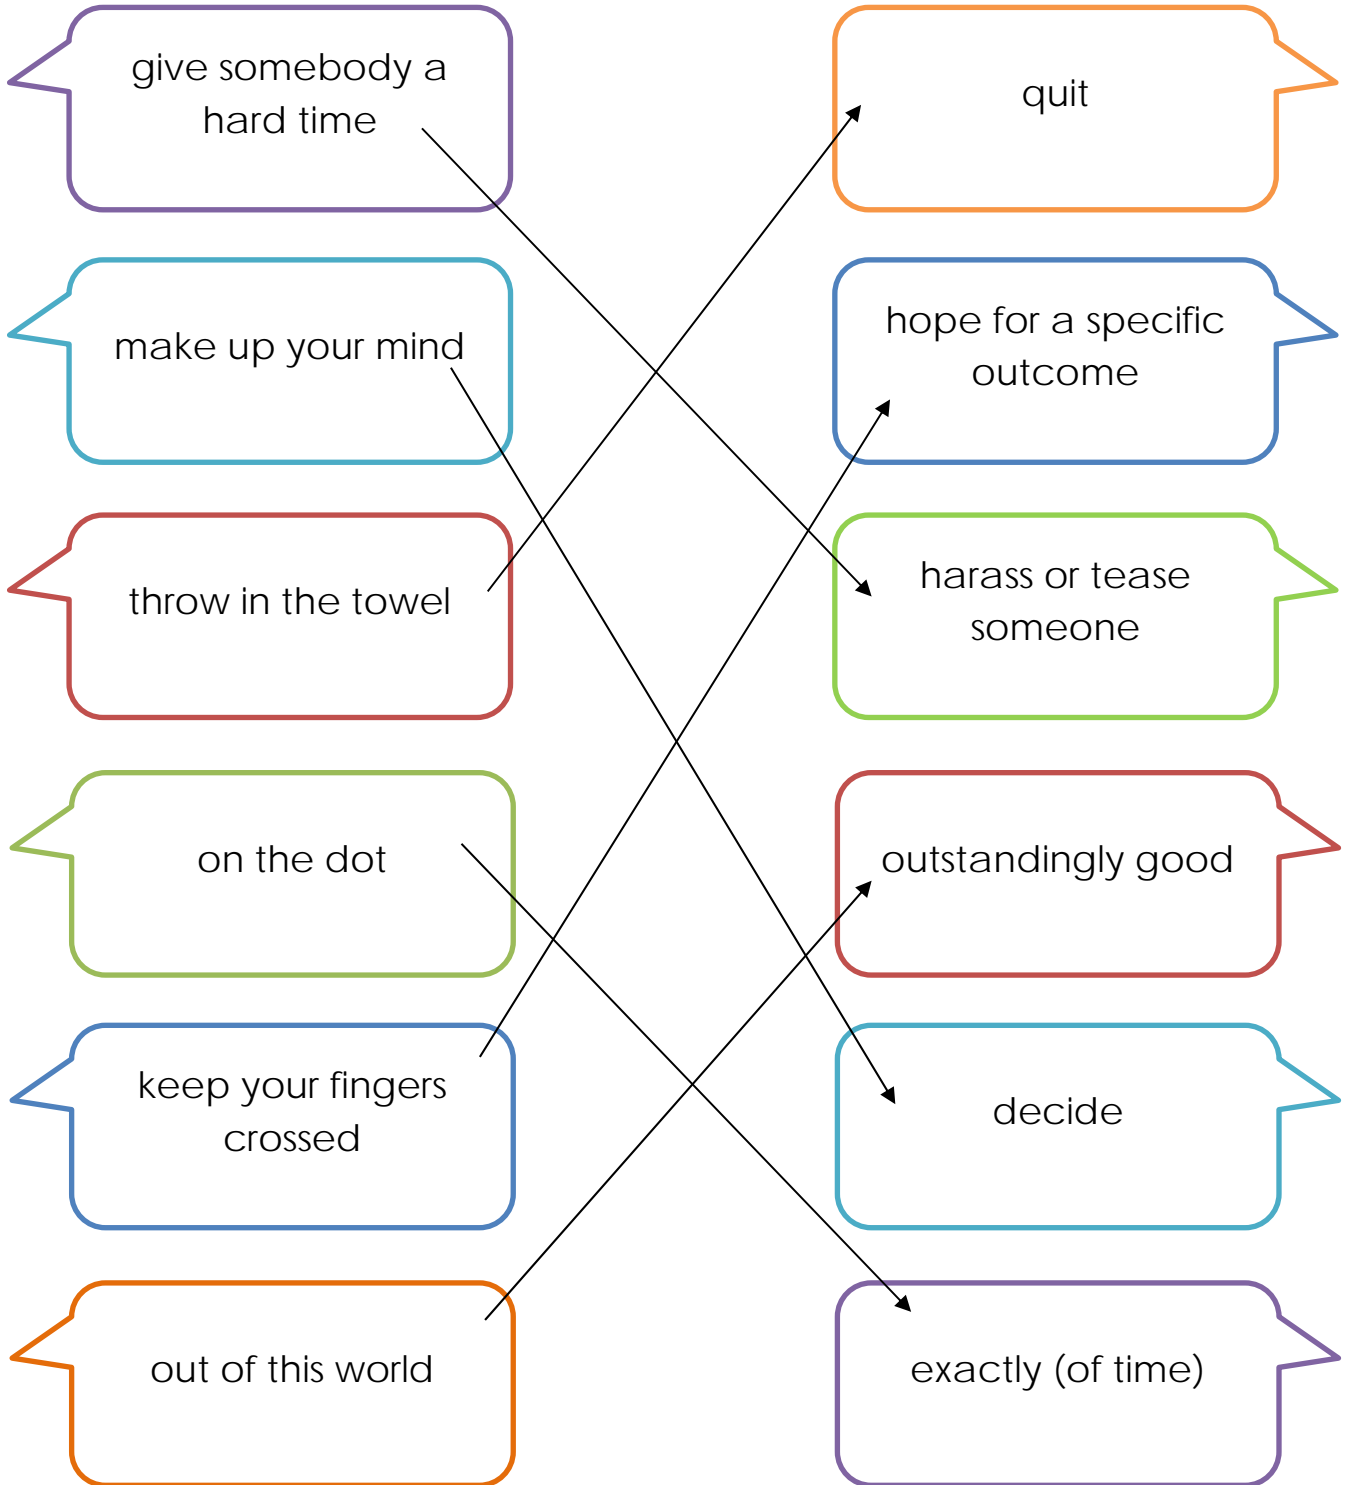 give somebody a
hard time
quit
make up your mind
hope for a specific
outcome
throw in the towel
harass or tease
someone
on the dot
outstandingly good
keep your fingers
crossed
decide
out of this world
exactly (of time)